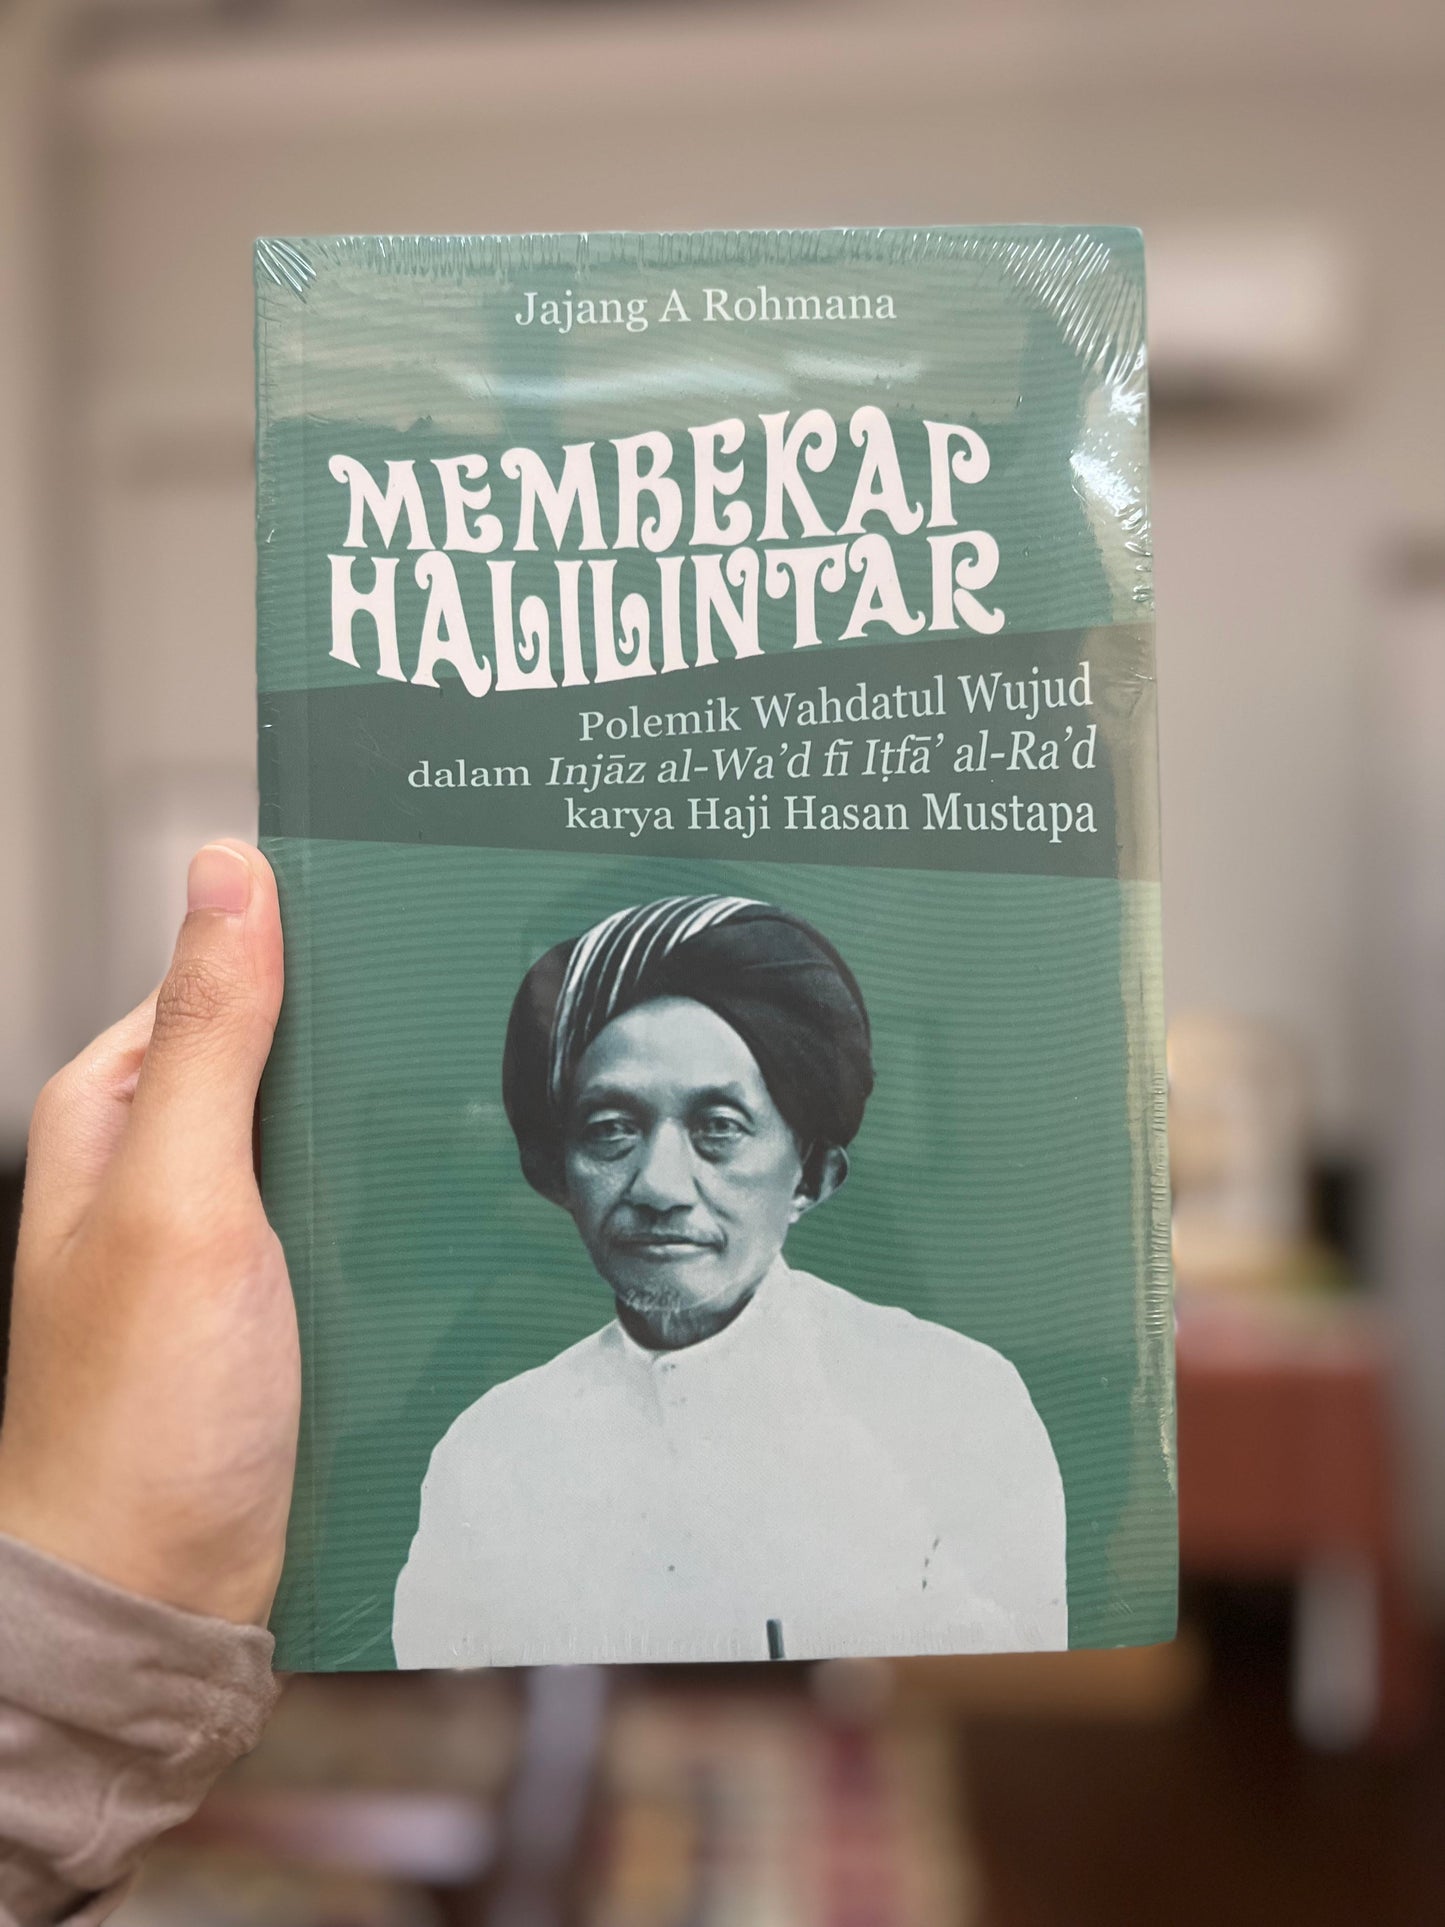 Jajang A Rohmana
MEMBEKAP
HALILINTAR
Polemik Wahdatul Wujud
dalam Injāz al-Wa’d fī Iṭfā’ al-Ra’d
karya Haji Hasan Mustapa